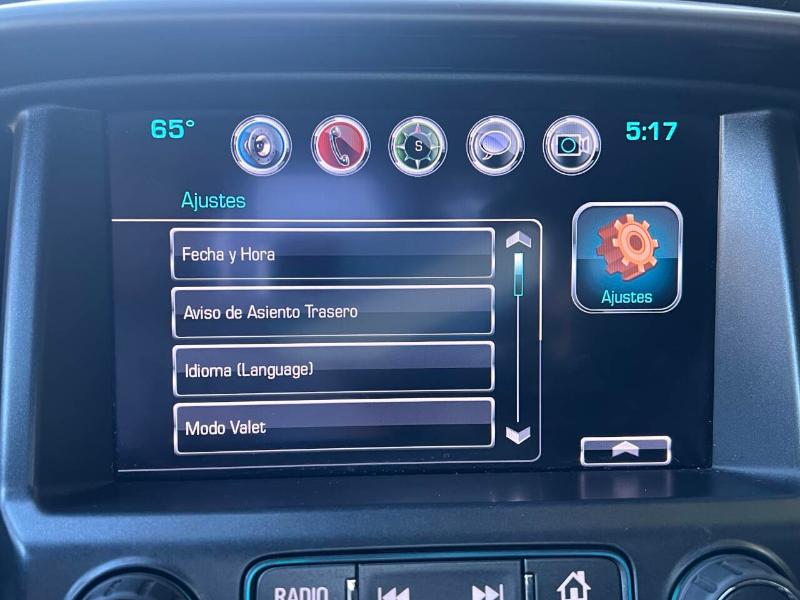 65°
S
5:17
Ajustes
Fecha y Hora
Aviso de Asiento Trasero
Idioma (Language)
Modo Valet
Ajustes
RADIO